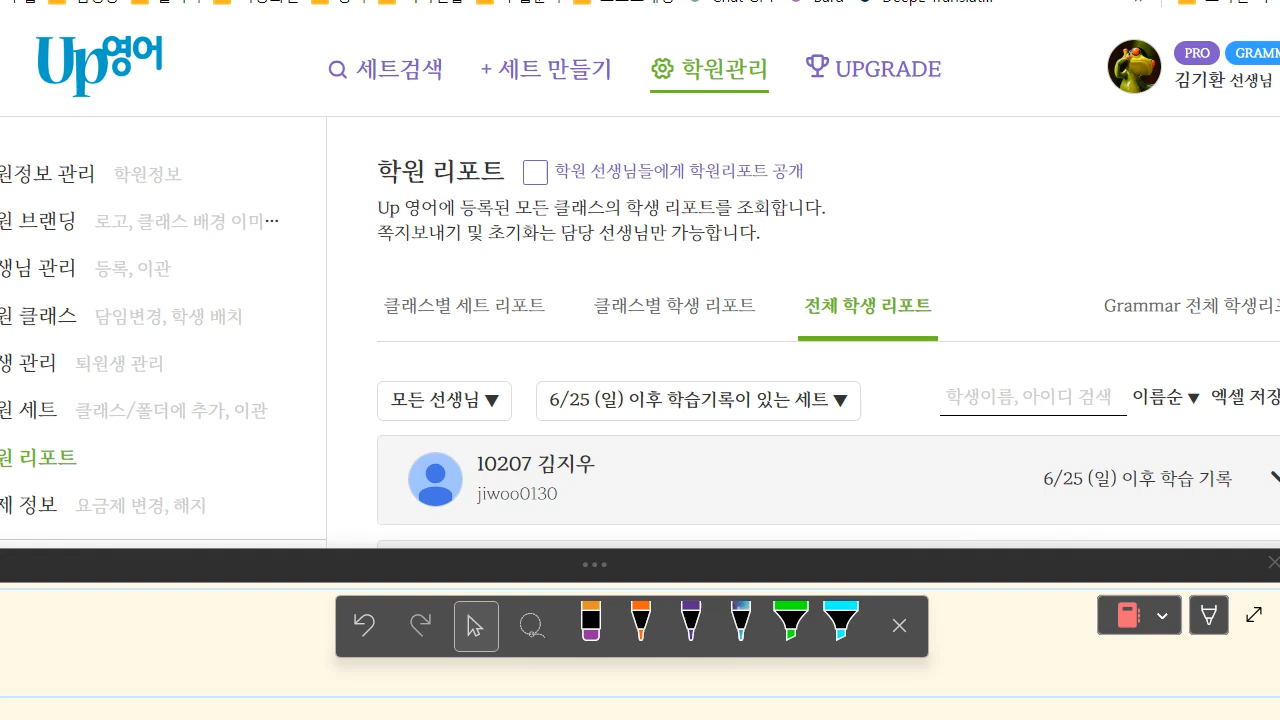 Up영어
세트검색
+ 세트 만들기
학원관리
UPGRADE
PRO
GRAMM
김기환 선생님
원정보 관리 학원정보
원 브랜딩 로고, 클래스 배경 이미···
생님 관리 등록, 이관
원 클래스 담임변경, 학생 배치
생 관리 퇴원생 관리
원 세트 클래스/폴더에 추가, 이관
원 리포트
제 정보 요금제 변경, 해지
학원 리포트
학원 선생님들에게 학원리포트 공개
Up 영어에 등록된 모든 클래스의 학생 리포트를 조회합니다.
쪽지보내기 및 초기화는 담당 선생님만 가능합니다.
클래스별 세트 리포트
클래스별 학생 리포트
전체 학생 리포트
Grammar 전체 학생리포
모든 선생님 ▼
6/25 (일) 이후 학습기록이 있는 세트 ▼
학생이름, 아이디 검색
이름순 ▼
엑셀 저장
10207 김지우
jiwoo0130
6/25 (일) 이후 학습 기록